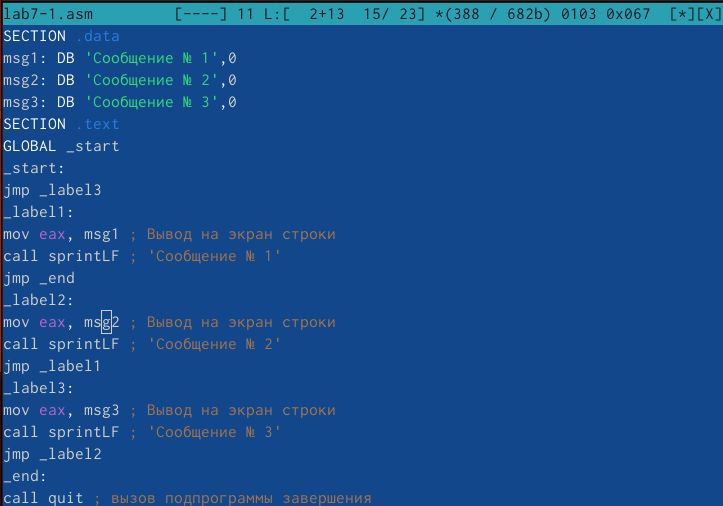 lab7-1.asm [----] 11 L:[ 2+13 15/ 23] *(388 / 682b) 0103 0x067 [*][X]
SECTION .data
msg1: DB 'Сообщение № 1',0
msg2: DB 'Сообщение № 2',0
msg3: DB 'Сообщение № 3',0
SECTION .text
GLOBAL _start
_start:
jmp _label3
_label1:
mov eax, msg1 ; Вывод на экран строки
call sprintLF ; 'Сообщение № 1'
jmp _end
_label2:
mov eax, msg2 ; Вывод на экран строки
call sprintLF ; 'Сообщение № 2'
jmp _label1
_label3:
mov eax, msg3 ; Вывод на экран строки
call sprintLF ; 'Сообщение № 3'
jmp _label2
_end:
call quit ; вызов подпрограммы завершения